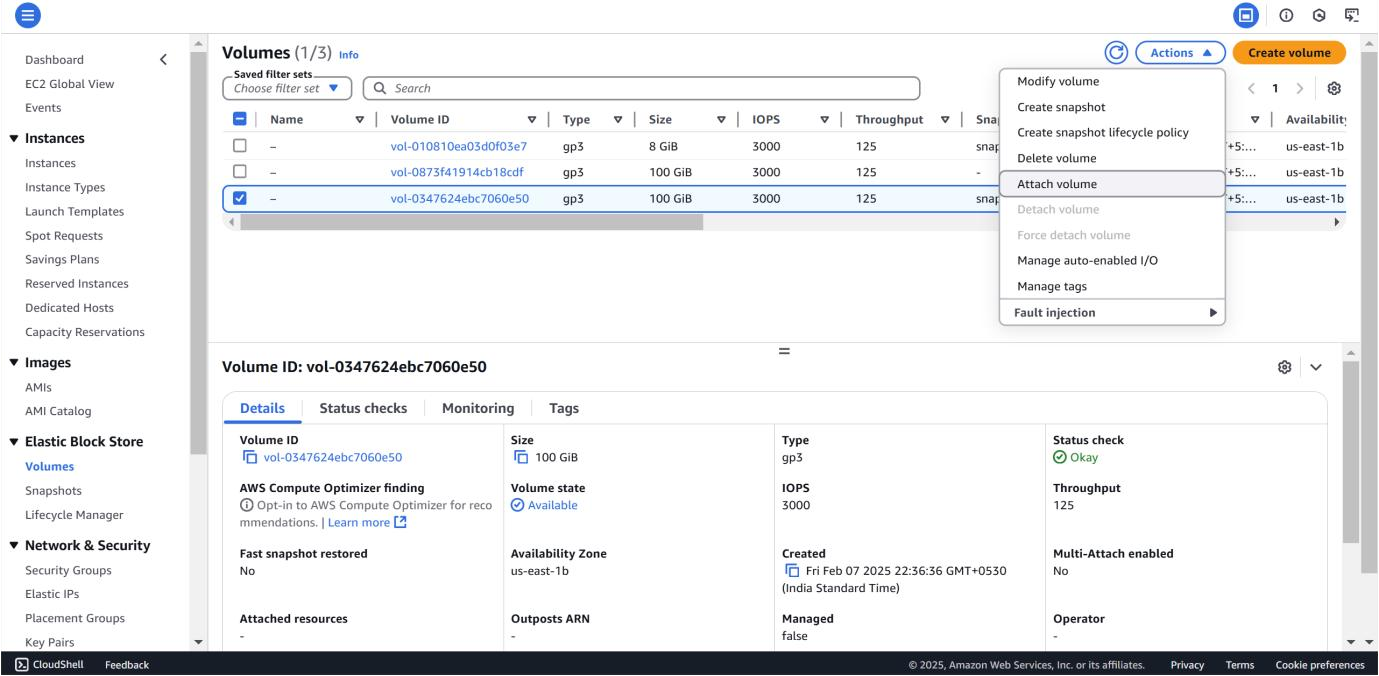 Dashboard
EC2 Global View
Events
Instances
Instances
Instance Types
Launch Templates
Spot Requests
Savings Plans
Reserved Instances
Dedicated Hosts
Capacity Reservations
Images
AMIs
AMI Catalog
Elastic Block Store
Volumes
Snapshots
Lifecycle Manager
Network & Security
Security Groups
Elastic IPs
Placement Groups
Key Pairs
Volumes (1/3) Info
Actions
Create volume
Saved filter sets
Choose filter set
Search
1
Name Volume ID Type Size IOPS Throughput Availability
– vol-010810ea03d0f03e7 gp3 8 GiB 3000 125 snap +5:... us-east-1b
– vol-0873f41914cb18cdf gp3 100 GiB 3000 125 - +5:... us-east-1b
– vol-0347624ebc7060e50 gp3 100 GiB 3000 125 snap +5:... us-east-1b
Modify volume
Create snapshot
Create snapshot lifecycle policy
Delete volume
Attach volume
Detach volume
Force detach volume
Manage auto-enabled I/O
Manage tags
Fault injection
Volume ID: vol-0347624ebc7060e50
Details Status checks Monitoring Tags
Volume ID
vol-0347624ebc7060e50
Size
100 GiB
Type
gp3
Status check
Okay
AWS Compute Optimizer finding
Opt-in to AWS Compute Optimizer for reco
mmendations. | Learn more
Volume state
Available
IOPS
3000
Throughput
125
Fast snapshot restored
No
Availability Zone
us-east-1b
Created
Fri Feb 07 2025 22:36:36 GMT+0530
(India Standard Time)
Multi-Attach enabled
No
Attached resources
-
Outposts ARN
-
Managed
false
Operator
-
CloudShell Feedback © 2025, Amazon Web Services, Inc. or its affiliates. Privacy Terms Cookie preferences